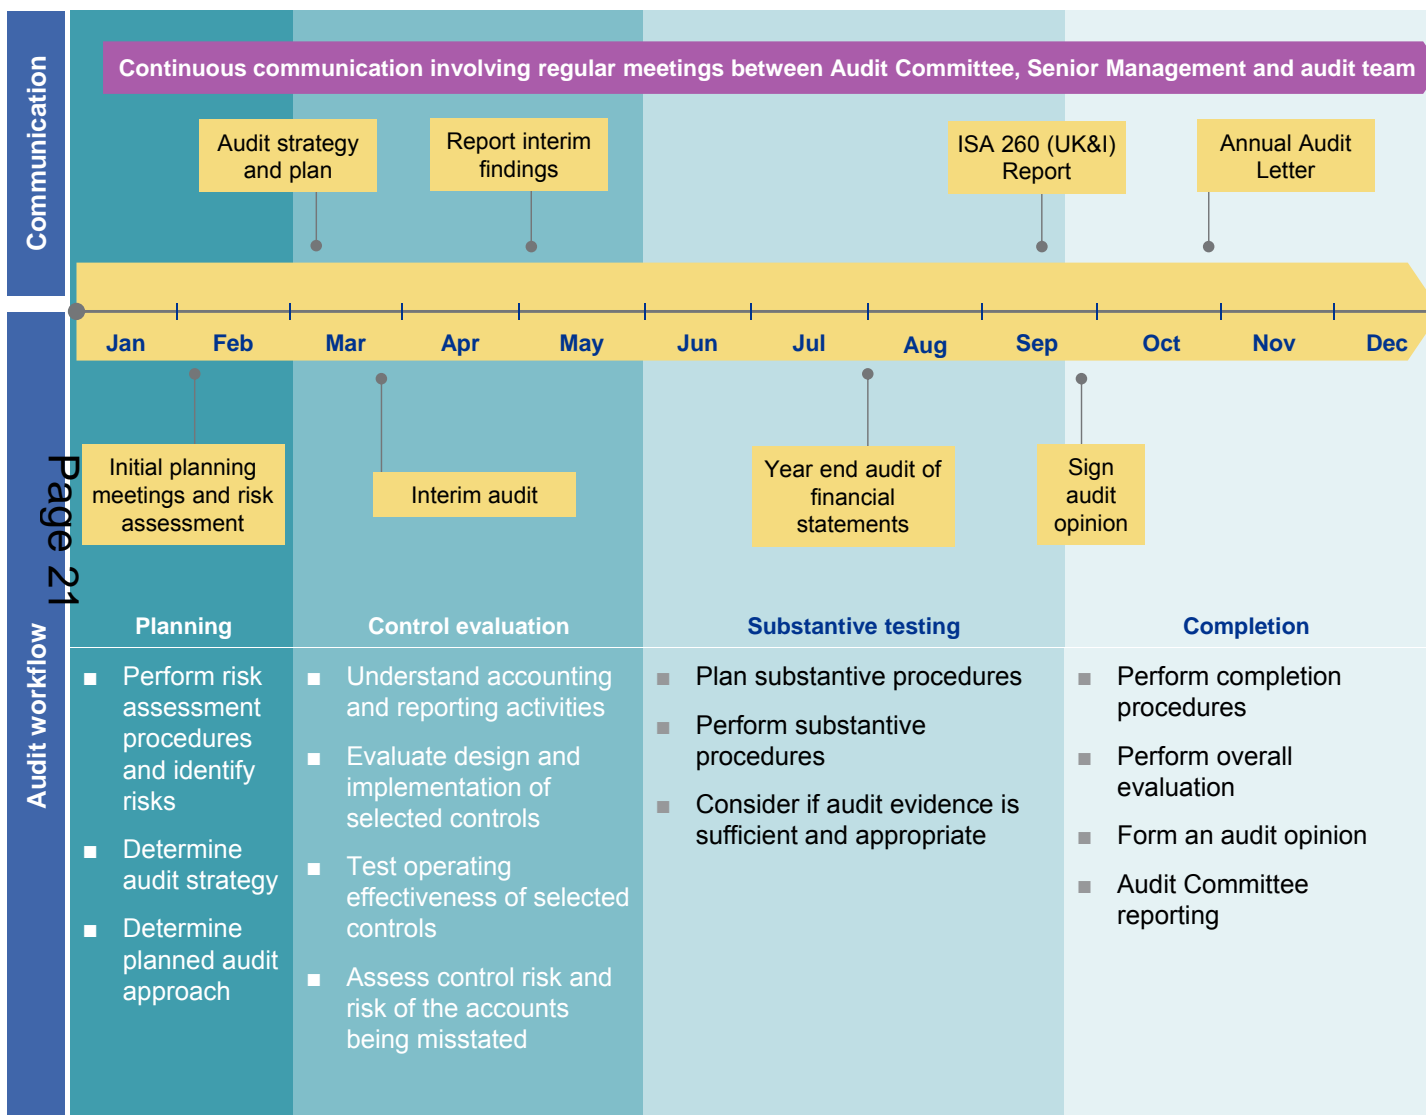 Communication
Continuous communication involving regular meetings between Audit Committee, Senior Management and audit team
Audit strategy
and plan
Report interim
findings
ISA 260 (UK&I)
Report
Annual Audit
Letter
Jan Feb Mar Apr May Jun Jul Aug Sep Oct Nov Dec
Audit workflow
Page 21
Initial planning
meetings and risk
assessment
Interim audit
Year end audit of
financial
statements
Sign
audit
opinion
Planning
■ Perform risk
assessment
procedures
and identify
risks
■ Determine
audit strategy
■ Determine
planned audit
approach
Control evaluation
■ Understand accounting
and reporting activities
■ Evaluate design and
implementation of
selected controls
■ Test operating
effectiveness of selected
controls
■ Assess control risk and
risk of the accounts
being misstated
Substantive testing
■ Plan substantive procedures
■ Perform substantive
procedures
■ Consider if audit evidence is
sufficient and appropriate
Completion
■ Perform completion
procedures
■ Perform overall
evaluation
■ Form an audit opinion
■ Audit Committee
reporting